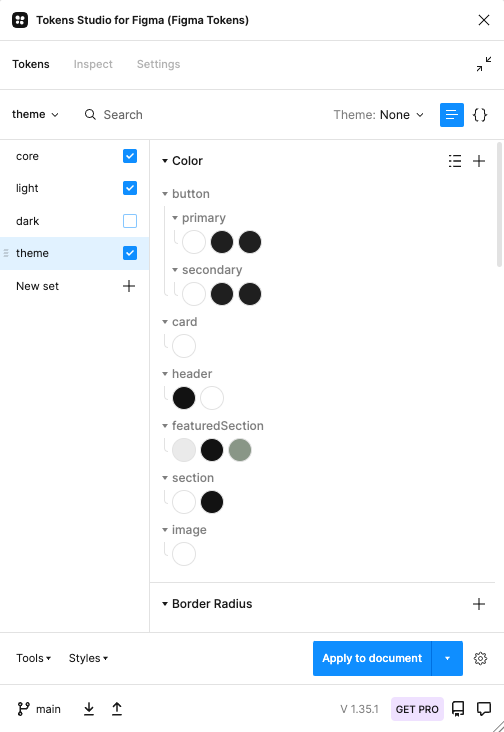 Tokens Studio for Figma (Figma Tokens)
Tokens Inspect Settings
theme Search Theme: None
core
light
dark
theme
New set
Color
button
primary
secondary
card
header
featuredSection
section
image
Border Radius
Tools Styles Apply to document
main V 1.35.1 GET PRO